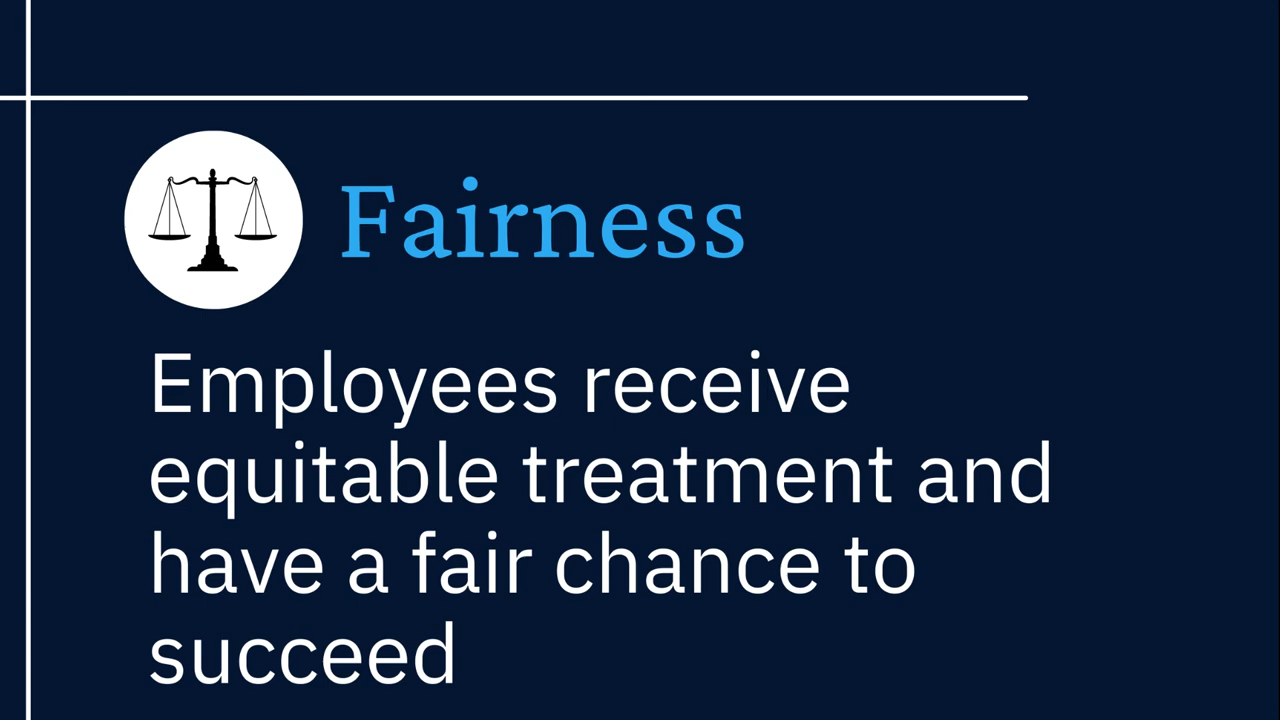 Fairness
Employees receive
equitable treatment and
have a fair chance to
succeed